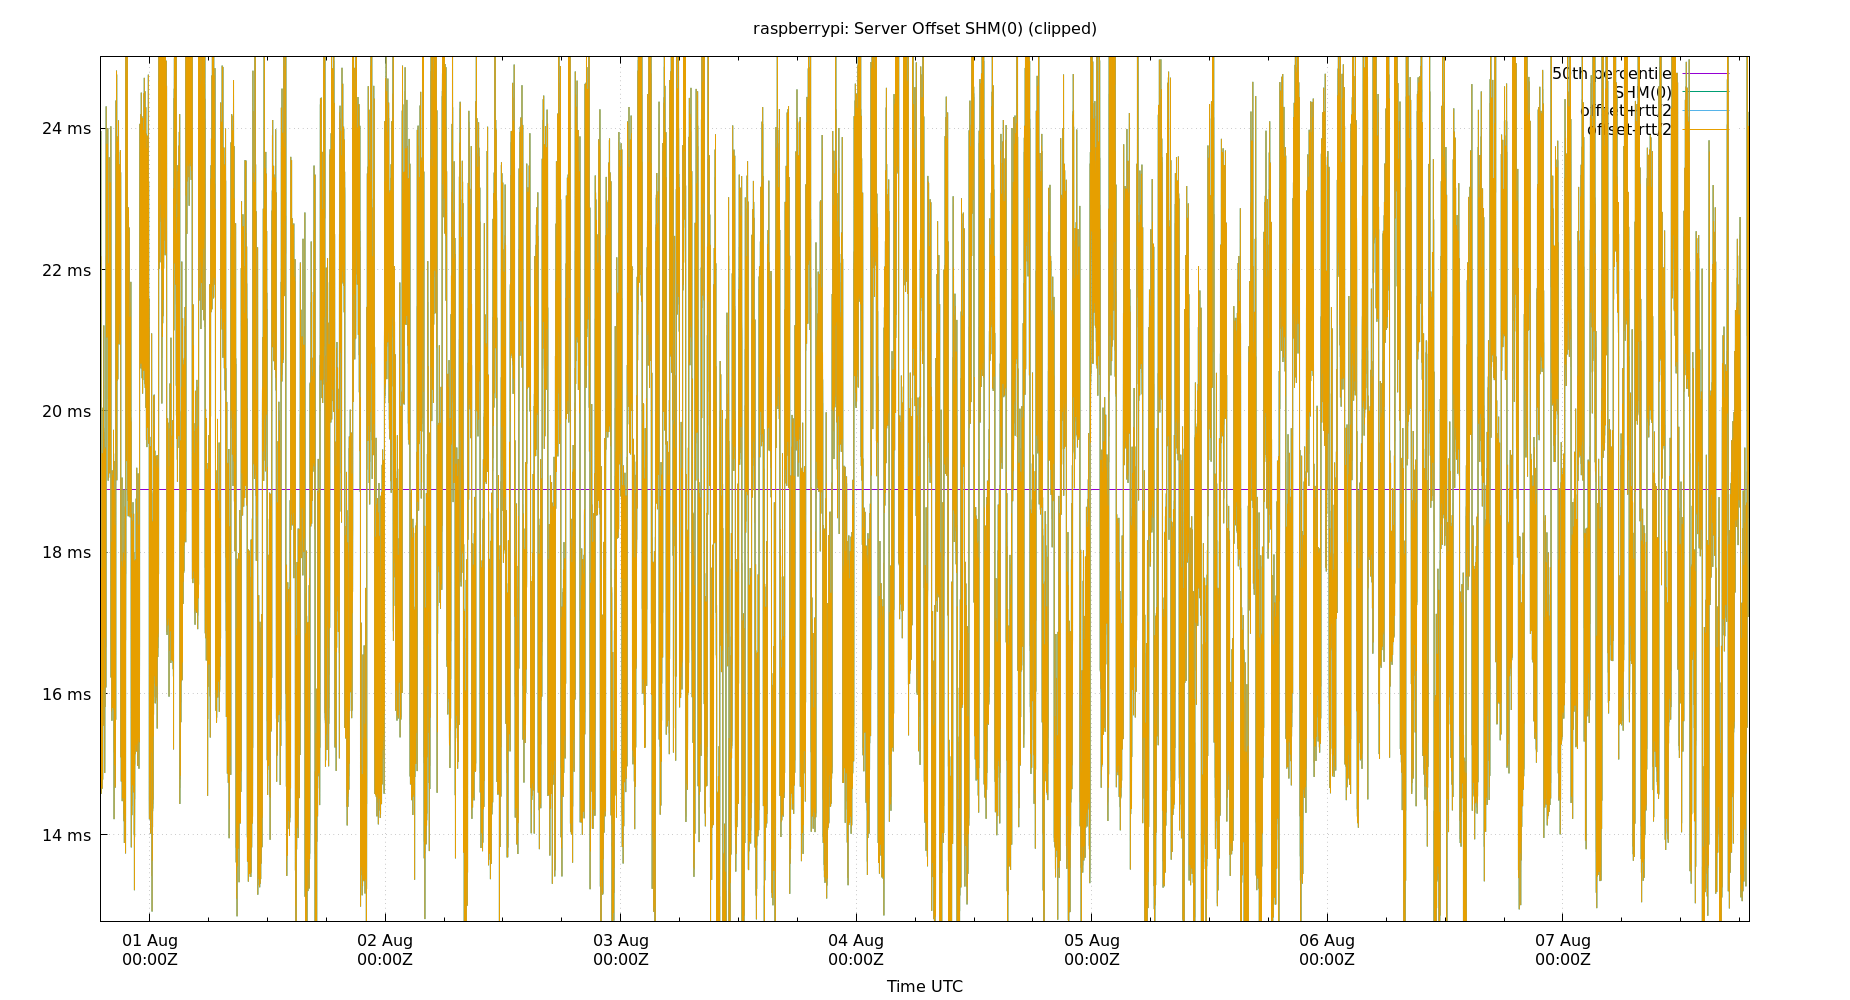 raspberrypi: Server Offset SHM(0) (clipped)
50th percentile
SHM(0)
offset+rtt/2
offset-rtt/2
24 ms
22 ms
20 ms
18 ms
16 ms
14 ms
01 Aug 02 Aug 03 Aug 04 Aug 05 Aug 06 Aug 07 Aug
00:00Z 00:00Z 00:00Z 00:00Z 00:00Z 00:00Z 00:00Z
Time UTC